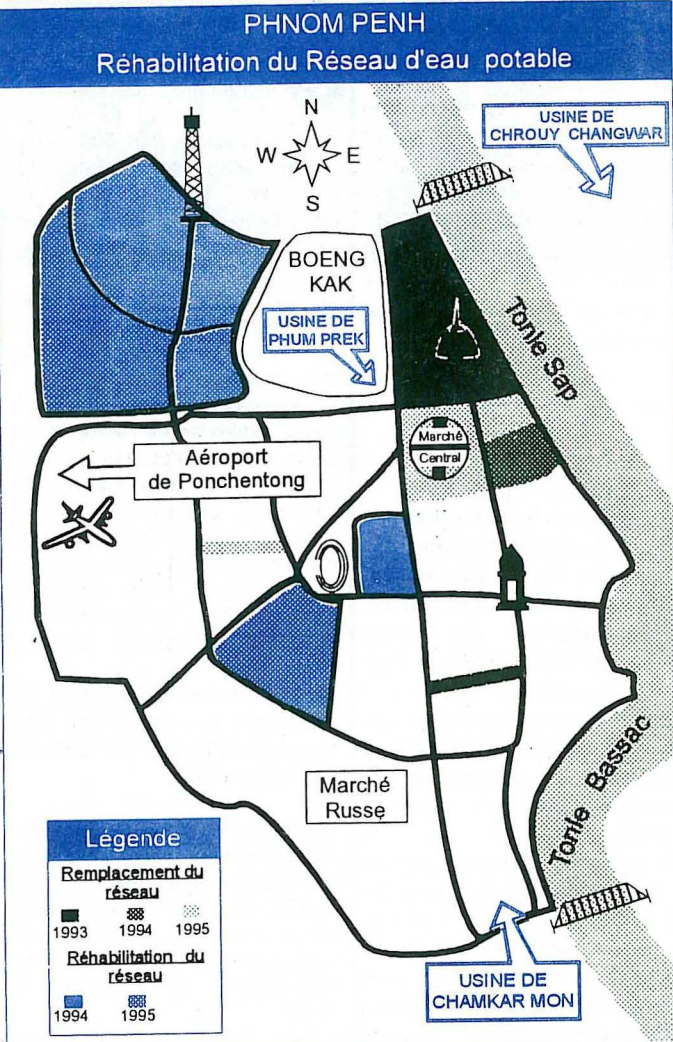 PHNOM PENH
Réhabilitation du Réseau d'eau potable
N
W E
S
USINE DE
CHROUY CHANGWAR
BOENG
KAK
USINE DE
PHUM PREK
Tonle Sap
Marché
Central
Aéroport
de Ponchentong
Marché
Russe
Tonle Bassac
Légende
Remplacement du
réseau
1993 1994 1995
Réhabilitation du
réseau
1994 1995
USINE DE
CHAMKAR MON